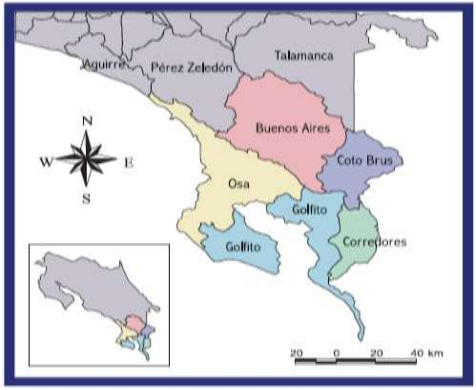 Talamanca
Aguirre
Pérez Zeledón
Buenos Aires
N
W
E
S
Coto Brus
Osa
Golfito
Golfito
Corredores
20 0 20 40 km